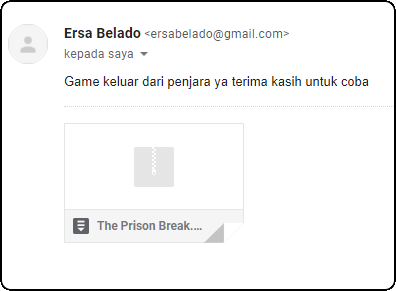 Ersa Belado <ersabelado@gmail.com>
kepada saya
Game keluar dari penjara ya terima kasih untuk coba
The Prison Break....